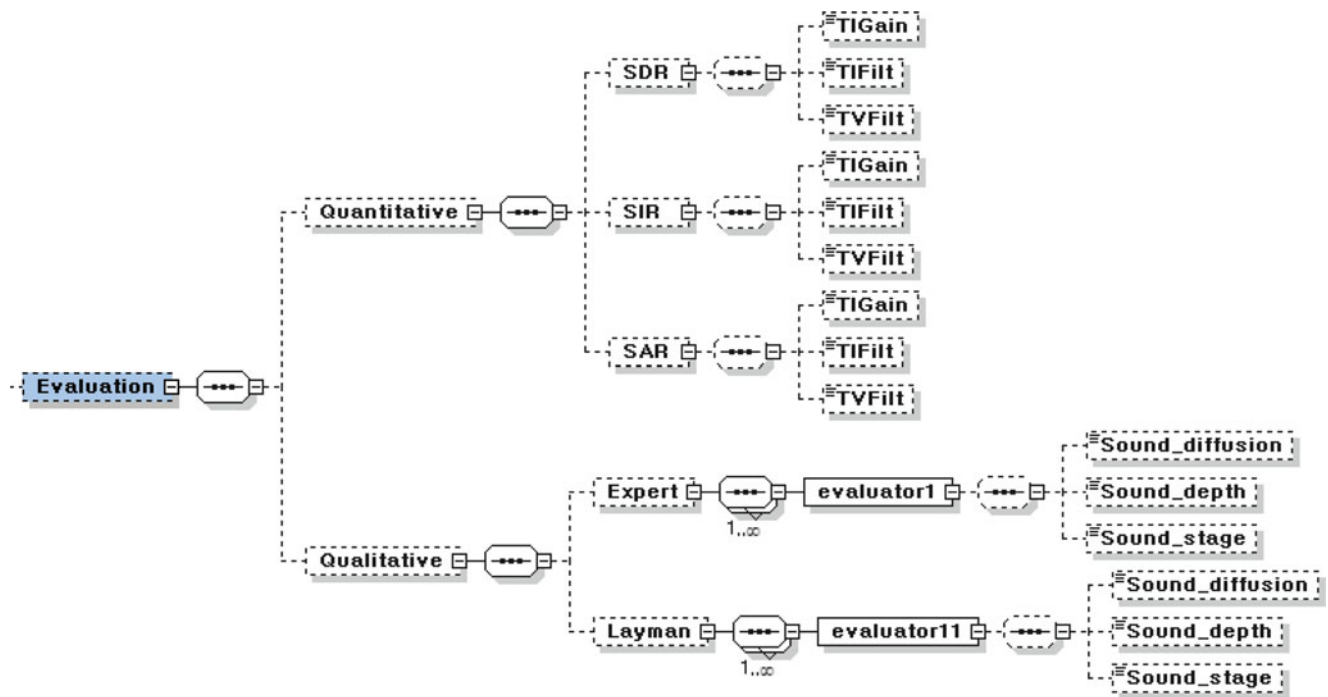 TIGain
SDR
TIFilt
TVFilt
TIGain
Quantitative
SIR
TIFilt
TVFilt
TIGain
SAR
TIFilt
Evaluation
TVFilt
Sound_diffusion
Expert
evaluator1
Sound_depth
1..∞
Sound_stage
Qualitative
Sound_diffusion
Layman
evaluator11
Sound_depth
1..∞
Sound_stage